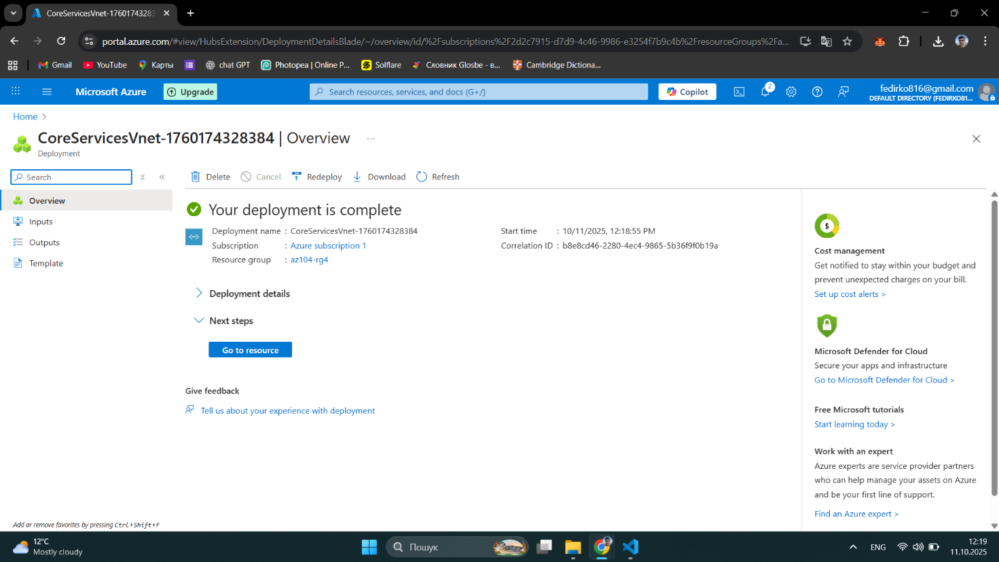 CoreServicesVnet-1760174328
portal.azure.com/#view/HubsExtension/DeploymentDetailsBlade/~/overview/id/%2Fsubscriptions%2F2d2c7915-d7d9-4c46-9986-e3254f7b9c4b%2FresourceGroups%2Fa...
Gmail
YouTube
Карты
chat GPT
Photopea | Online P...
Solflare
Словник Glosbe - в...
Cambridge Dictiona...
Microsoft Azure
Upgrade
Search resources, services, and docs (G+/)
Copilot
2
fedirko816@gmail.com
DEFAULT DIRECTORY (FEDIRKO81...
Home
CoreServicesVnet-1760174328384 | Overview
...
Deployment
Search
Delete
Cancel
Redeploy
Download
Refresh
Overview
Inputs
Outputs
Template
Your deployment is complete
Deployment name : CoreServicesVnet-1760174328384
Subscription : Azure subscription 1
Resource group : az104-rg4
Start time : 10/11/2025, 12:18:55 PM
Correlation ID : b8e8cd46-2280-4ec4-9865-5b36f9f0b19a
Deployment details
Next steps
Go to resource
Give feedback
Tell us about your experience with deployment
$
Cost management
Get notified to stay within your budget and
prevent unexpected charges on your bill.
Set up cost alerts >
Microsoft Defender for Cloud
Secure your apps and infrastructure
Go to Microsoft Defender for Cloud >
Free Microsoft tutorials
Start learning today >
Work with an expert
Azure experts are service provider partners
who can help manage your assets on Azure
and be your first line of support.
Find an Azure expert >
Add or remove favorites by pressing Ctrl+Shift+F
12°C
Mostly cloudy
Пошук
ENG
12:19
11.10.2025